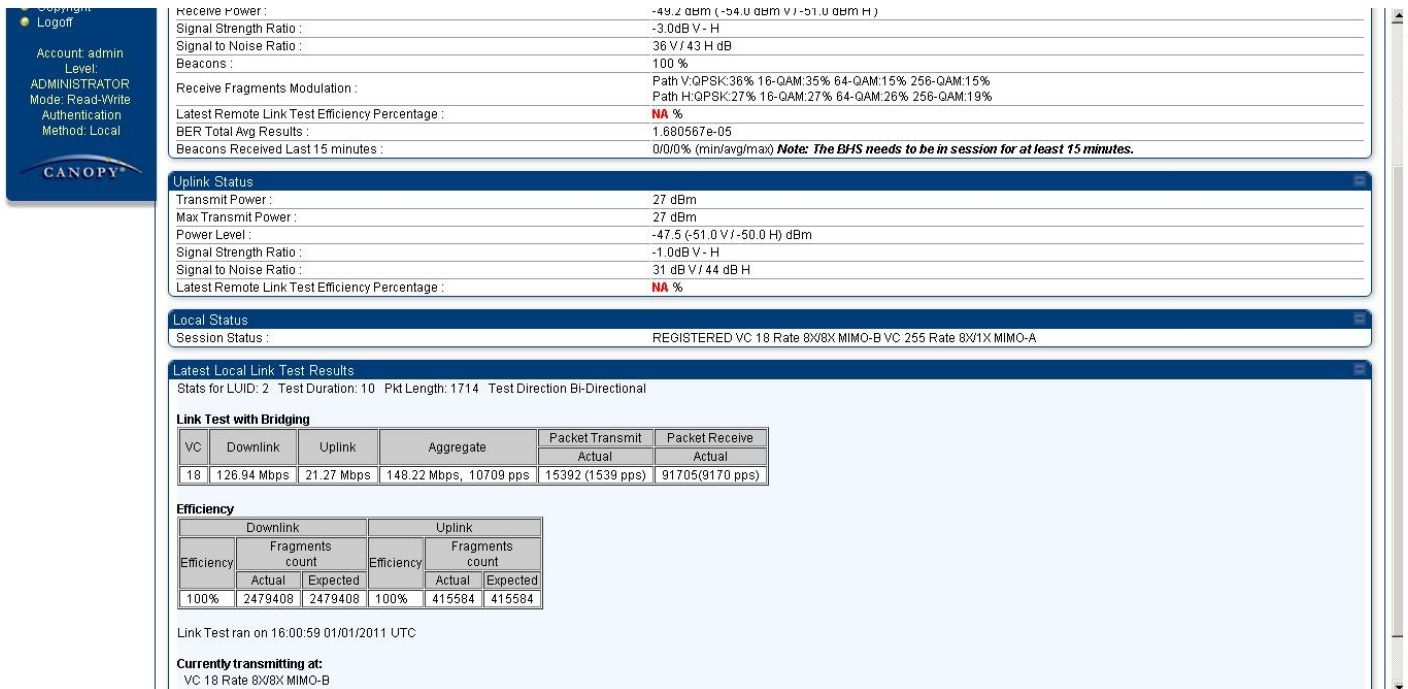 Copyright
Logoff
Account: admin
Level:
ADMINISTRATOR
Mode: Read-Write
Authentication
Method: Local
CANOPY
Receive Power : -49.2 dBm ( -54.0 dBm V / -51.0 dBm H )
Signal Strength Ratio : -3.0dB V - H
Signal to Noise Ratio : 36 V / 43 H dB
Beacons : 100 %
Receive Fragments Modulation : Path V:QPSK:36% 16-QAM:35% 64-QAM:15% 256-QAM:15%
Path H:QPSK:27% 16-QAM:27% 64-QAM:26% 256-QAM:19%
Latest Remote Link Test Efficiency Percentage : NA %
BER Total Avg Results : 1.680567e-05
Beacons Received Last 15 minutes : 0/0/0% (min/avg/max) Note: The BHS needs to be in session for at least 15 minutes.
Uplink Status
Transmit Power : 27 dBm
Max Transmit Power : 27 dBm
Power Level : -47.5 (-51.0 V / -50.0 H) dBm
Signal Strength Ratio : -1.0dB V - H
Signal to Noise Ratio : 31 dB V / 44 dB H
Latest Remote Link Test Efficiency Percentage : NA %
Local Status
Session Status : REGISTERED VC 18 Rate 8X/8X MIMO-B VC 255 Rate 8X/1X MIMO-A
Latest Local Link Test Results
Stats for LUID: 2 Test Duration: 10 Pkt Length: 1714 Test Direction Bi-Directional
Link Test with Bridging
VC Downlink Uplink Aggregate Packet Transmit Packet Receive
Actual Actual
18 126.94 Mbps 21.27 Mbps 148.22 Mbps, 10709 pps 15392 (1539 pps) 91705(9170 pps)
Efficiency
Downlink Uplink
Efficiency Fragments count Efficiency Fragments count
Actual Expected Actual Expected
100% 2479408 2479408 100% 415584 415584
Link Test ran on 16:00:59 01/01/2011 UTC
Currently transmitting at:
VC 18 Rate 8X/8X MIMO-B